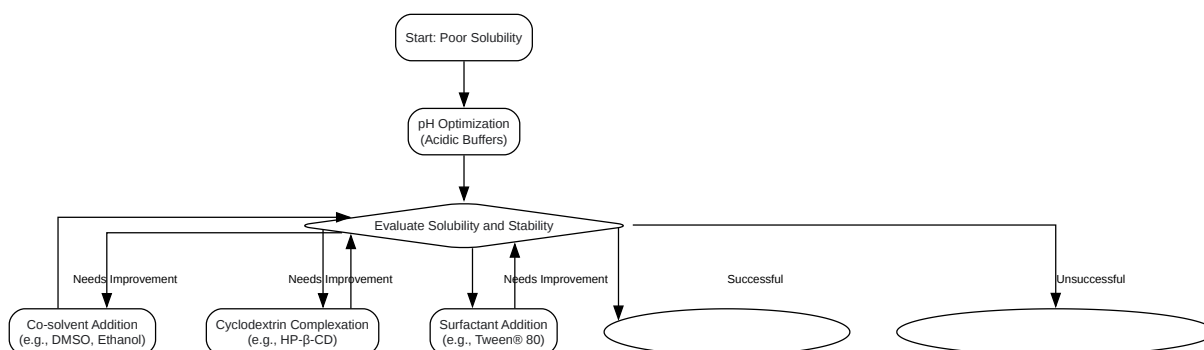 Start: Poor Solubility
pH Optimization
(Acidic Buffers)
Evaluate Solubility and Stability
Needs Improvement
Needs Improvement
Needs Improvement
Successful
Unsuccessful
Co-solvent Addition
(e.g., DMSO, Ethanol)
Cyclodextrin Complexation
(e.g., HP-β-CD)
Surfactant Addition
(e.g., Tween® 80)